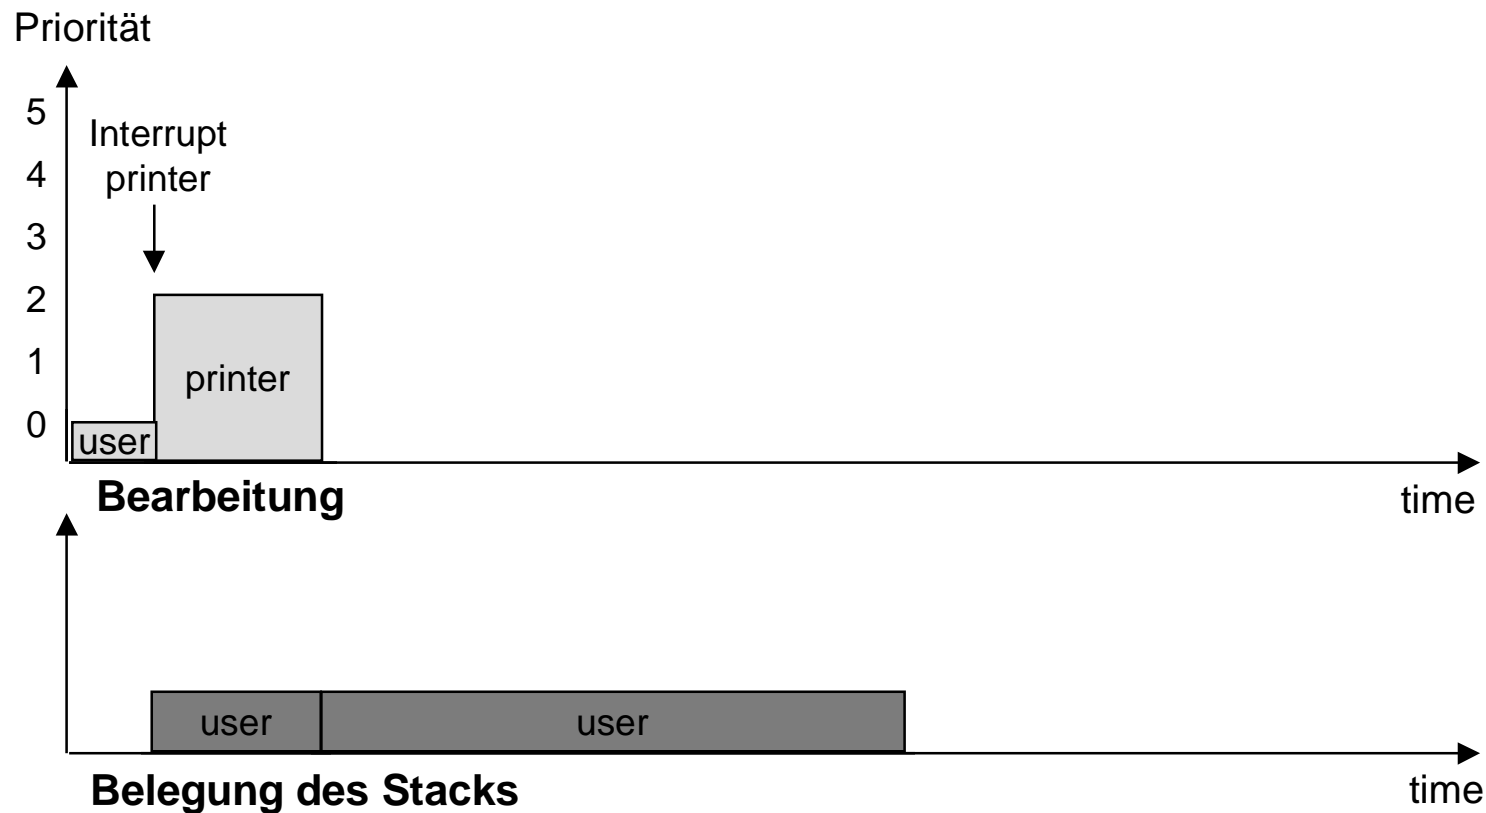 Priorität
5
Interrupt
4
printer
3
2
1
printer
0
user
Bearbeitung
time
user
user
Belegung des Stacks
time